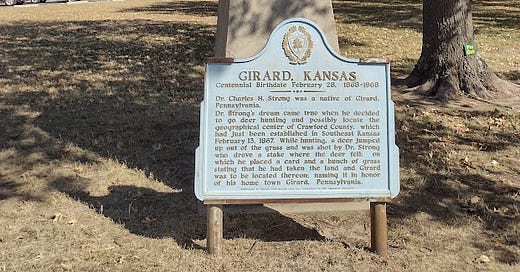 GIRARD, KANSAS
Centennial Birthdate February 28, 1868-1968
Dr. Charles H. Strong was a native of Girard,
Pennsylvania.
Dr. Strong's dream came true when he decided
to go deer hunting and possibly locate the
geographical center of Crawford County, which
had just been established in Southeast Kansas
February 13, 1867. While hunting, a deer jumped
up out of the grass and was shot by Dr. Strong
who drove a stake where the deer fell: on
which he placed a card and a bunch of grass
stating that he had taken the land and Girard
was to be located thereon; naming it in honor
of his home town Girard, Pennsylvania.